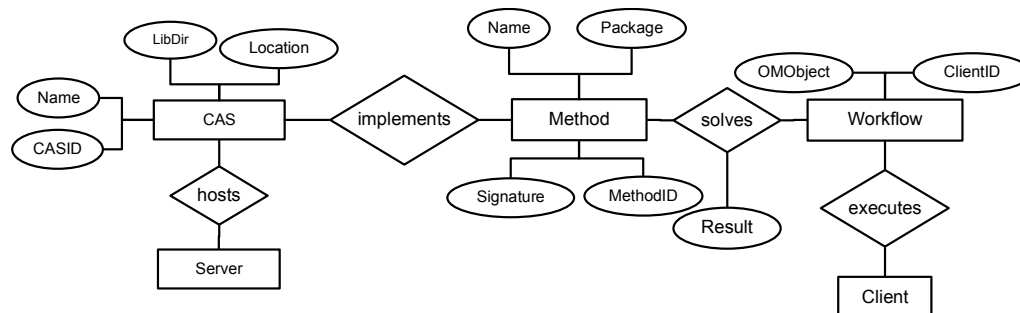 Name
Package
LibDir
Location
OMObject
ClientID
Name
CAS
implements
Method
solves
Workflow
CASID
hosts
Signature
MethodID
Result
executes
Server
Client